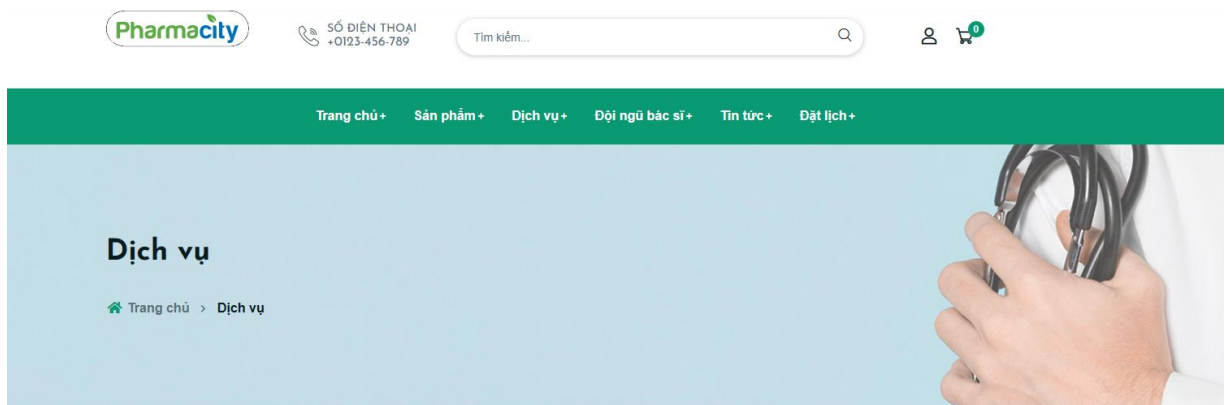 Pharmacity
SỐ ĐIỆN THOẠI
+0123-456-789
Tìm kiếm...
0
Trang chủ+ Sản phẩm+ Dịch vụ+ Đội ngũ bác sĩ+ Tin tức+ Đặt lịch+
Dịch vụ
Trang chủ > Dịch vụ